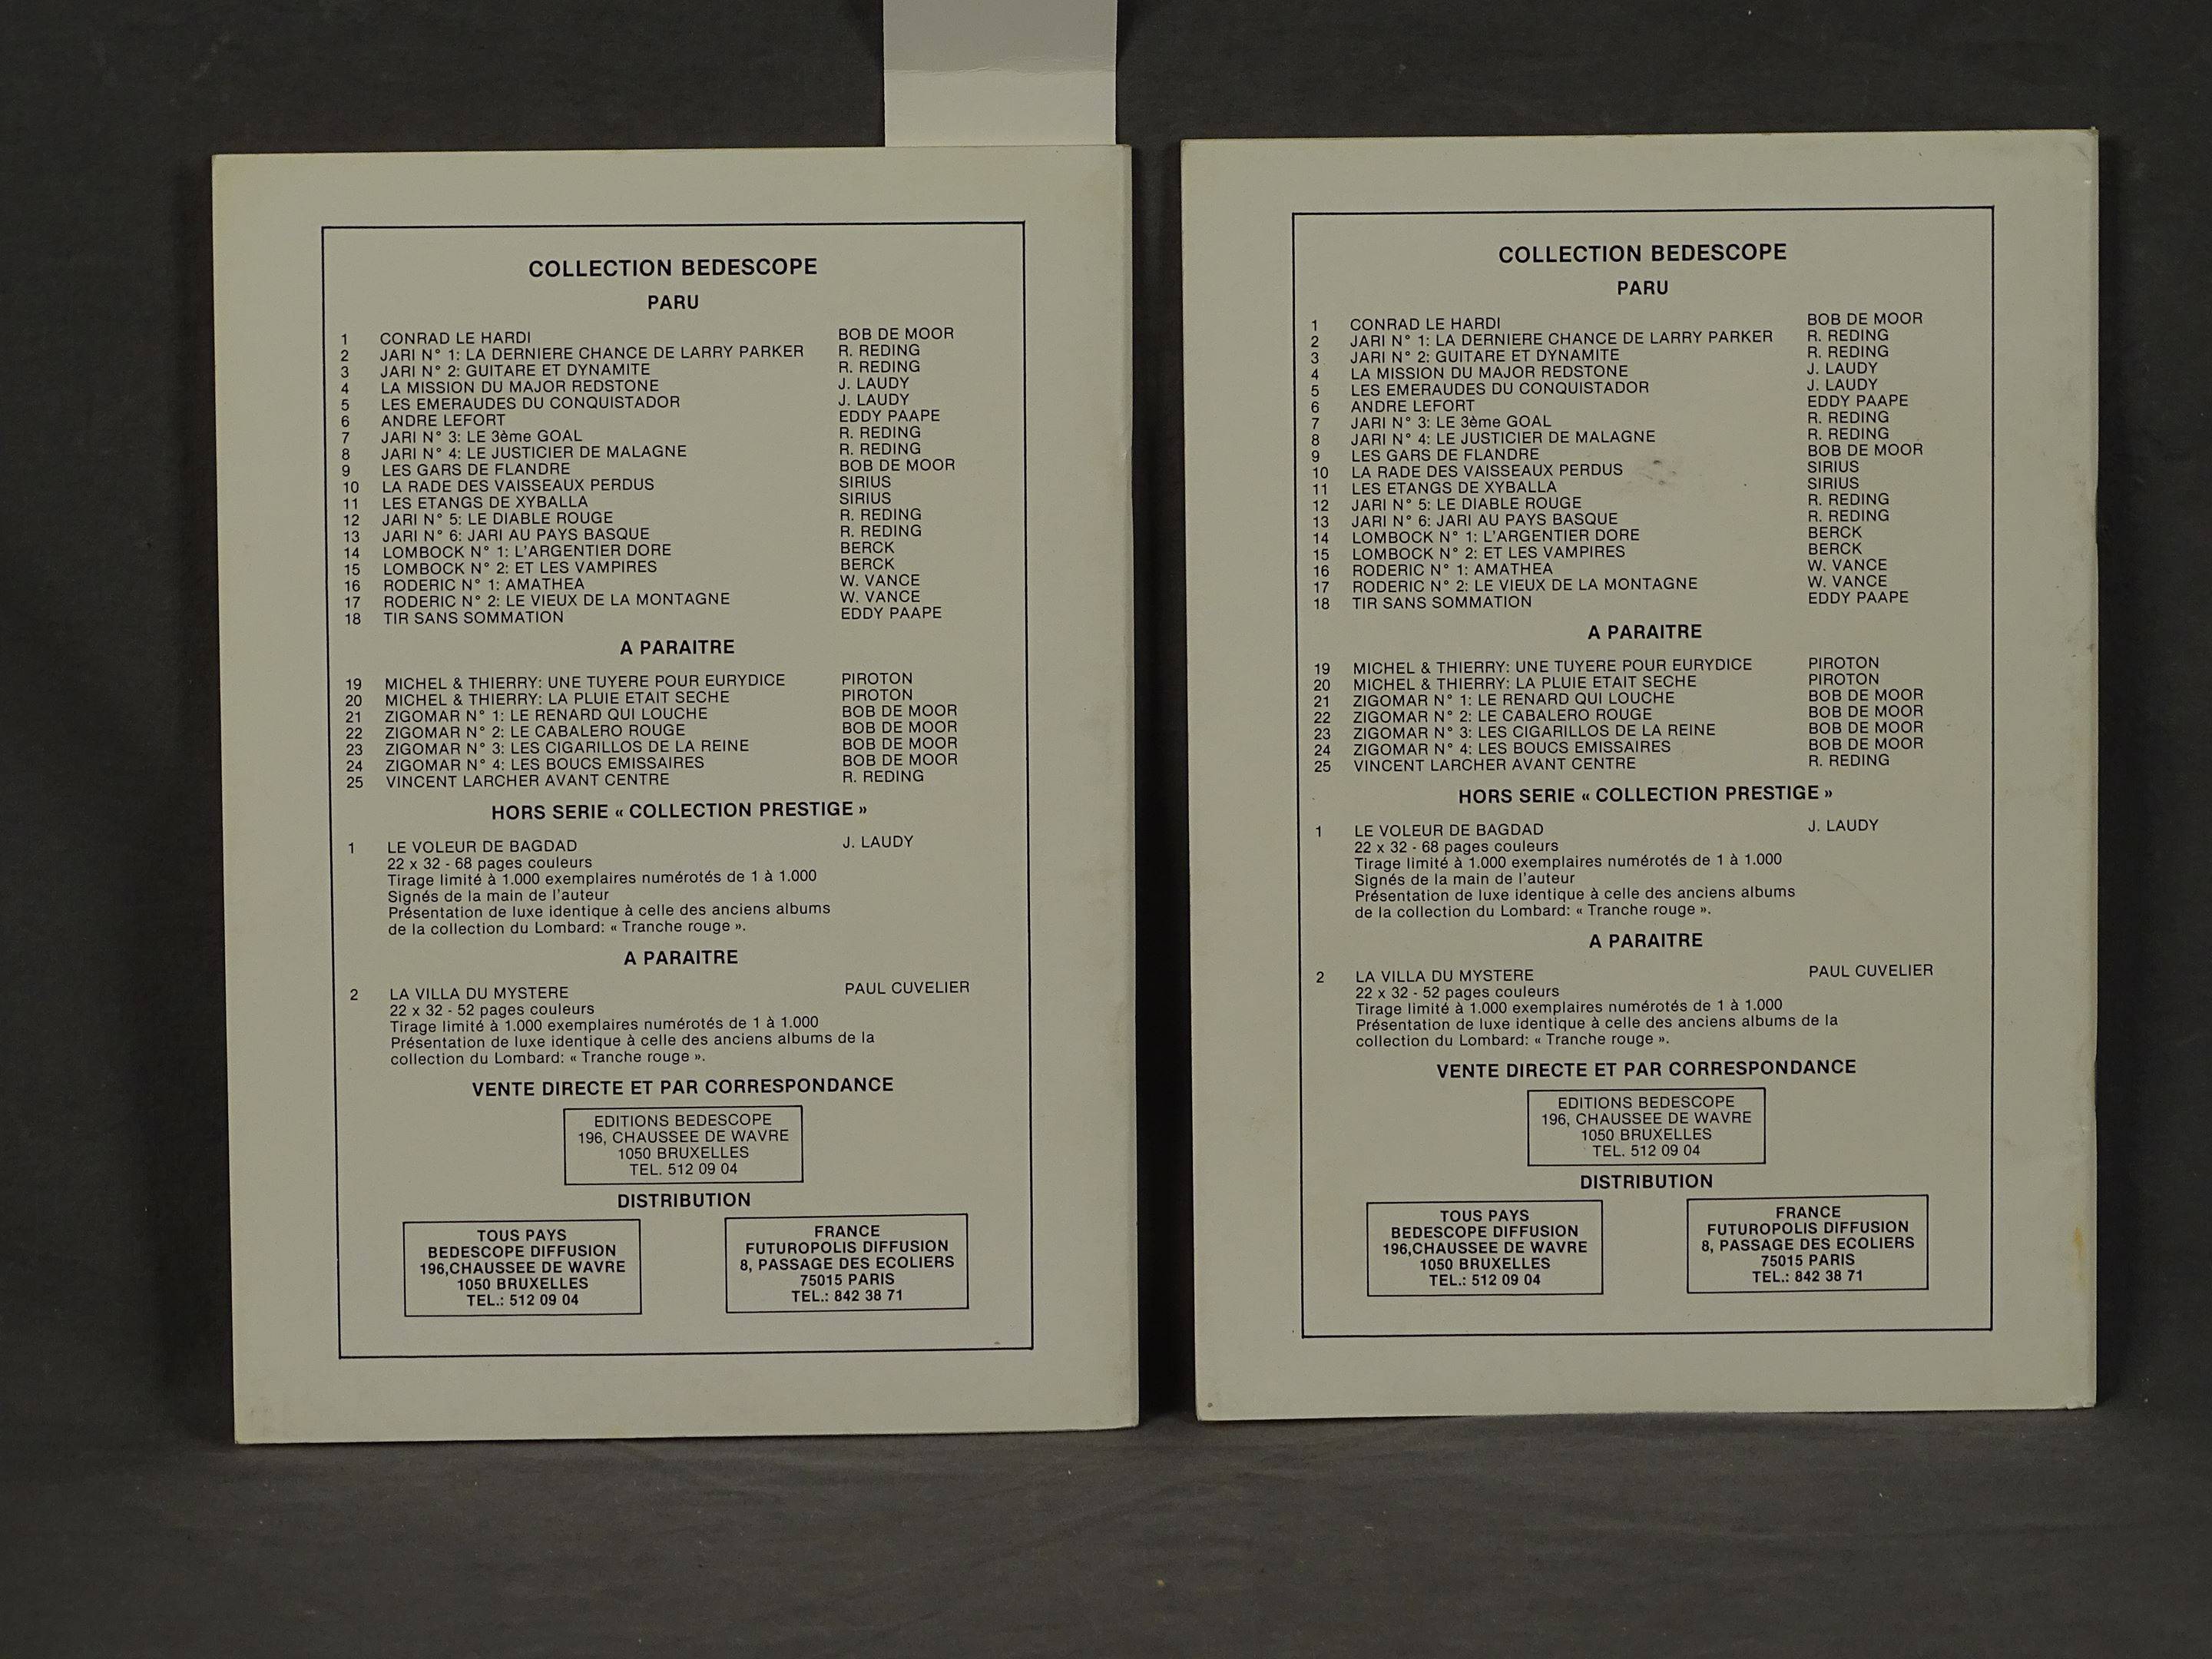 COLLECTION BEDESCOPE
PARU
1 CONRAD LE HARDI BOB DE MOOR
2 JARI N° 1: LA DERNIERE CHANCE DE LARRY PARKER R. REDING
3 JARI N° 2: GUITARE ET DYNAMITE R. REDING
4 LA MISSION DU MAJOR REDSTONE J. LAUDY
5 LES EMERAUDES DU CONQUISTADOR J. LAUDY
6 ANDRE LEFORT EDDY PAAPE
7 JARI N° 3: LE 3ème GOAL R. REDING
8 JARI N° 4: LE JUSTICIER DE MALAGNE R. REDING
9 LES GARS DE FLANDRE BOB DE MOOR
10 LA RADE DES VAISSEAUX PERDUS SIRIUS
11 LES ETANGS DE XYBALLA SIRIUS
12 JARI N° 5: LE DIABLE ROUGE R. REDING
13 JARI N° 6: JARI AU PAYS BASQUE R. REDING
14 LOMBOCK N° 1: L'ARGENTIER DORE BERCK
15 LOMBOCK N° 2: ET LES VAMPIRES BERCK
16 RODERIC N° 1: AMATHEA W. VANCE
17 RODERIC N° 2: LE VIEUX DE LA MONTAGNE W. VANCE
18 TIR SANS SOMMATION EDDY PAAPE
A PARAITRE
19 MICHEL & THIERRY: UNE TUYERE POUR EURYDICE PIROTON
20 MICHEL & THIERRY: LA PLUIE ETAIT SECHE PIROTON
21 ZIGOMAR N° 1: LE RENARD QUI LOUCHE BOB DE MOOR
22 ZIGOMAR N° 2: LE CABALERO ROUGE BOB DE MOOR
23 ZIGOMAR N° 3: LES CIGARILLOS DE LA REINE BOB DE MOOR
24 ZIGOMAR N° 4: LES BOUCS EMISSAIRES BOB DE MOOR
25 VINCENT LARCHER AVANT CENTRE R. REDING
HORS SERIE « COLLECTION PRESTIGE »
1 LE VOLEUR DE BAGDAD J. LAUDY
22 x 32 - 68 pages couleurs
Tirage limité à 1.000 exemplaires numérotés de 1 à 1.000
Signés de la main de l'auteur
Présentation de luxe identique à celle des anciens albums
de la collection du Lombard: « Tranche rouge ».
A PARAITRE
2 LA VILLA DU MYSTERE PAUL CUVELIER
22 x 32 - 52 pages couleurs
Tirage limité à 1.000 exemplaires numérotés de 1 à 1.000
Présentation de luxe identique à celle des anciens albums de la
collection du Lombard: « Tranche rouge ».
VENTE DIRECTE ET PAR CORRESPONDANCE
EDITIONS BEDESCOPE
196, CHAUSSEE DE WAVRE
1050 BRUXELLES
TEL. 512 09 04
DISTRIBUTION
TOUS PAYS
BEDESCOPE DIFFUSION
196,CHAUSSEE DE WAVRE
1050 BRUXELLES
TEL.: 512 09 04
FRANCE
FUTUROPOLIS DIFFUSION
8, PASSAGE DES ECOLIERS
75015 PARIS
TEL.: 842 38 71
COLLECTION BEDESCOPE
PARU
1 CONRAD LE HARDI BOB DE MOOR
2 JARI N° 1: LA DERNIERE CHANCE DE LARRY PARKER R. REDING
3 JARI N° 2: GUITARE ET DYNAMITE R. REDING
4 LA MISSION DU MAJOR REDSTONE J. LAUDY
5 LES EMERAUDES DU CONQUISTADOR J. LAUDY
6 ANDRE LEFORT EDDY PAAPE
7 JARI N° 3: LE 3ème GOAL R. REDING
8 JARI N° 4: LE JUSTICIER DE MALAGNE R. REDING
9 LES GARS DE FLANDRE BOB DE MOOR
10 LA RADE DES VAISSEAUX PERDUS SIRIUS
11 LES ETANGS DE XYBALLA SIRIUS
12 JARI N° 5: LE DIABLE ROUGE R. REDING
13 JARI N° 6: JARI AU PAYS BASQUE R. REDING
14 LOMBOCK N° 1: L'ARGENTIER DORE BERCK
15 LOMBOCK N° 2: ET LES VAMPIRES BERCK
16 RODERIC N° 1: AMATHEA W. VANCE
17 RODERIC N° 2: LE VIEUX DE LA MONTAGNE W. VANCE
18 TIR SANS SOMMATION EDDY PAAPE
A PARAITRE
19 MICHEL & THIERRY: UNE TUYERE POUR EURYDICE PIROTON
20 MICHEL & THIERRY: LA PLUIE ETAIT SECHE PIROTON
21 ZIGOMAR N° 1: LE RENARD QUI LOUCHE BOB DE MOOR
22 ZIGOMAR N° 2: LE CABALERO ROUGE BOB DE MOOR
23 ZIGOMAR N° 3: LES CIGARILLOS DE LA REINE BOB DE MOOR
24 ZIGOMAR N° 4: LES BOUCS EMISSAIRES BOB DE MOOR
25 VINCENT LARCHER AVANT CENTRE R. REDING
HORS SERIE « COLLECTION PRESTIGE »
1 LE VOLEUR DE BAGDAD J. LAUDY
22 x 32 - 68 pages couleurs
Tirage limité à 1.000 exemplaires numérotés de 1 à 1.000
Signés de la main de l'auteur
Présentation de luxe identique à celle des anciens albums
de la collection du Lombard: « Tranche rouge ».
A PARAITRE
2 LA VILLA DU MYSTERE PAUL CUVELIER
22 x 32 - 52 pages couleurs
Tirage limité à 1.000 exemplaires numérotés de 1 à 1.000
Présentation de luxe identique à celle des anciens albums de la
collection du Lombard: « Tranche rouge ».
VENTE DIRECTE ET PAR CORRESPONDANCE
EDITIONS BEDESCOPE
196, CHAUSSEE DE WAVRE
1050 BRUXELLES
TEL. 512 09 04
DISTRIBUTION
TOUS PAYS
BEDESCOPE DIFFUSION
196,CHAUSSEE DE WAVRE
1050 BRUXELLES
TEL.: 512 09 04
FRANCE
FUTUROPOLIS DIFFUSION
8, PASSAGE DES ECOLIERS
75015 PARIS
TEL.: 842 38 71